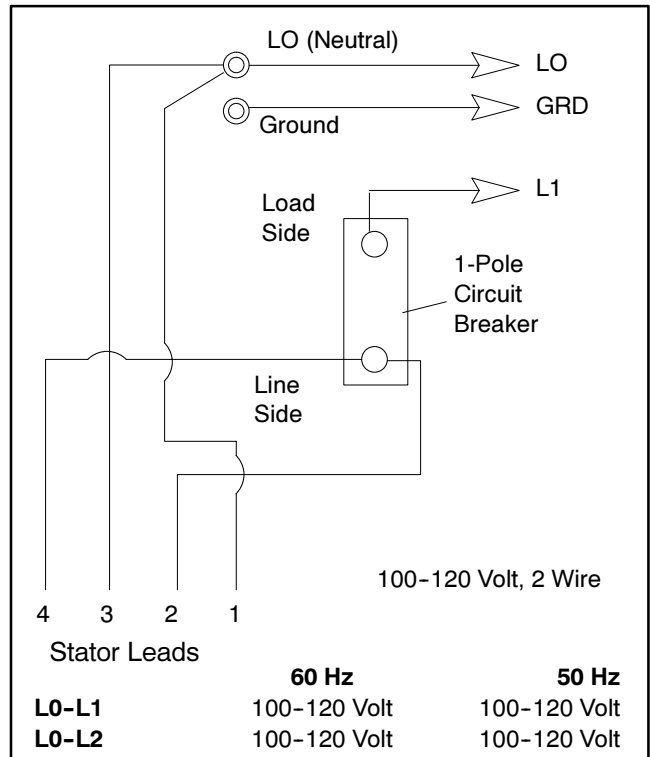 LO (Neutral)
LO
GRD
Ground
L1
Load
Side
1-Pole
Circuit
Breaker
Line
Side
100-120 Volt, 2 Wire
4 3 2 1
Stator Leads
60 Hz 50 Hz
L0-L1 100-120 Volt 100-120 Volt
L0-L2 100-120 Volt 100-120 Volt